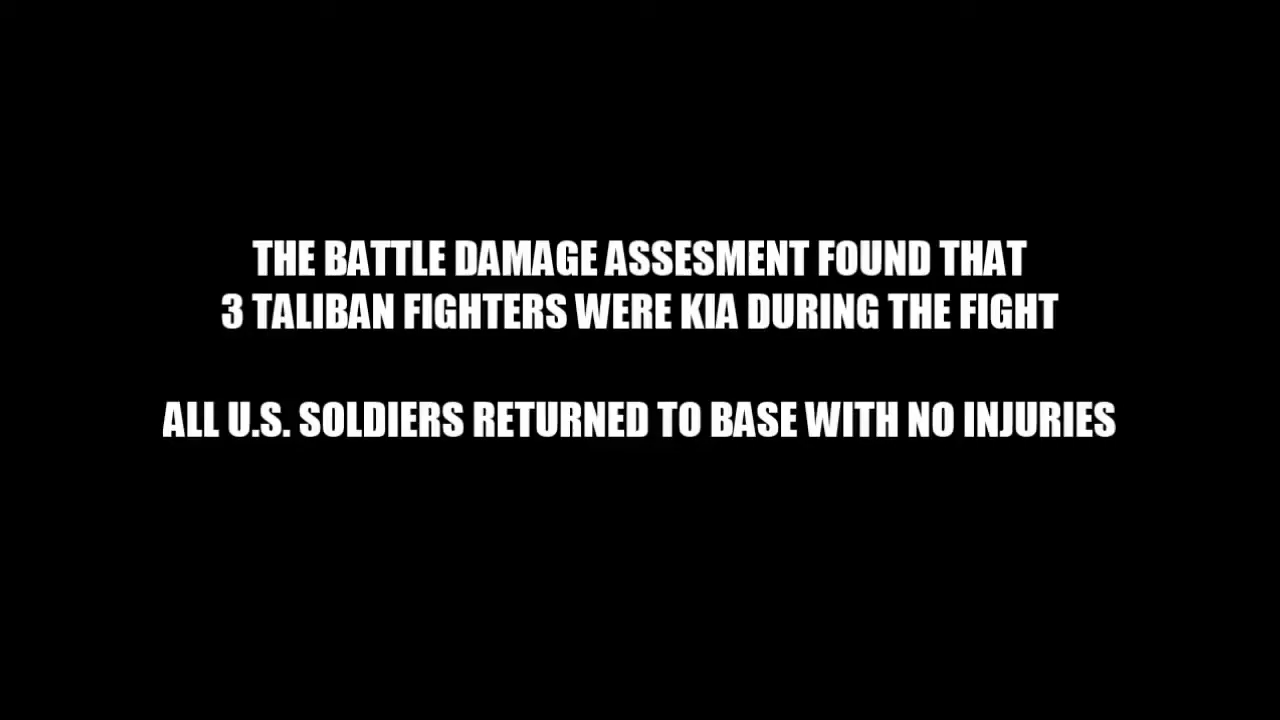 THE BATTLE DAMAGE ASSESMENT FOUND THAT
3 TALIBAN FIGHTERS WERE KIA DURING THE FIGHT
ALL U.S. SOLDIERS RETURNED TO BASE WITH NO INJURIES